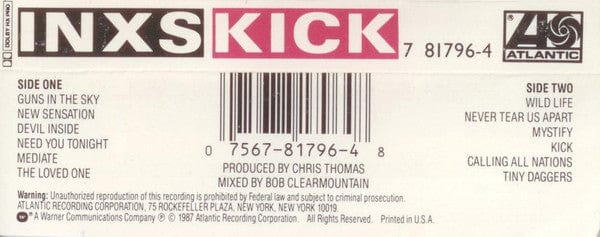 DOLBY HX PRO
INXS KICK
7 81796-4
ATLANTIC
SIDE ONE
GUNS IN THE SKY
NEW SENSATION
DEVIL INSIDE
NEED YOU TONIGHT
MEDIATE
THE LOVED ONE
0 7567-81796-4 8
PRODUCED BY CHRIS THOMAS
MIXED BY BOB CLEARMOUNTAIN
SIDE TWO
WILD LIFE
NEVER TEAR US APART
MYSTIFY
KICK
CALLING ALL NATIONS
TINY DAGGERS
Warning: Unauthorized reproduction of this recording is prohibited by Federal law and subject to criminal prosecution.
ATLANTIC RECORDING CORPORATION, 75 ROCKEFELLER PLAZA, NEW YORK, NEW YORK 10019.
A Warner Communications Company ℗ © 1987 Atlantic Recording Corporation. All Rights Reserved. Printed in U.S.A.